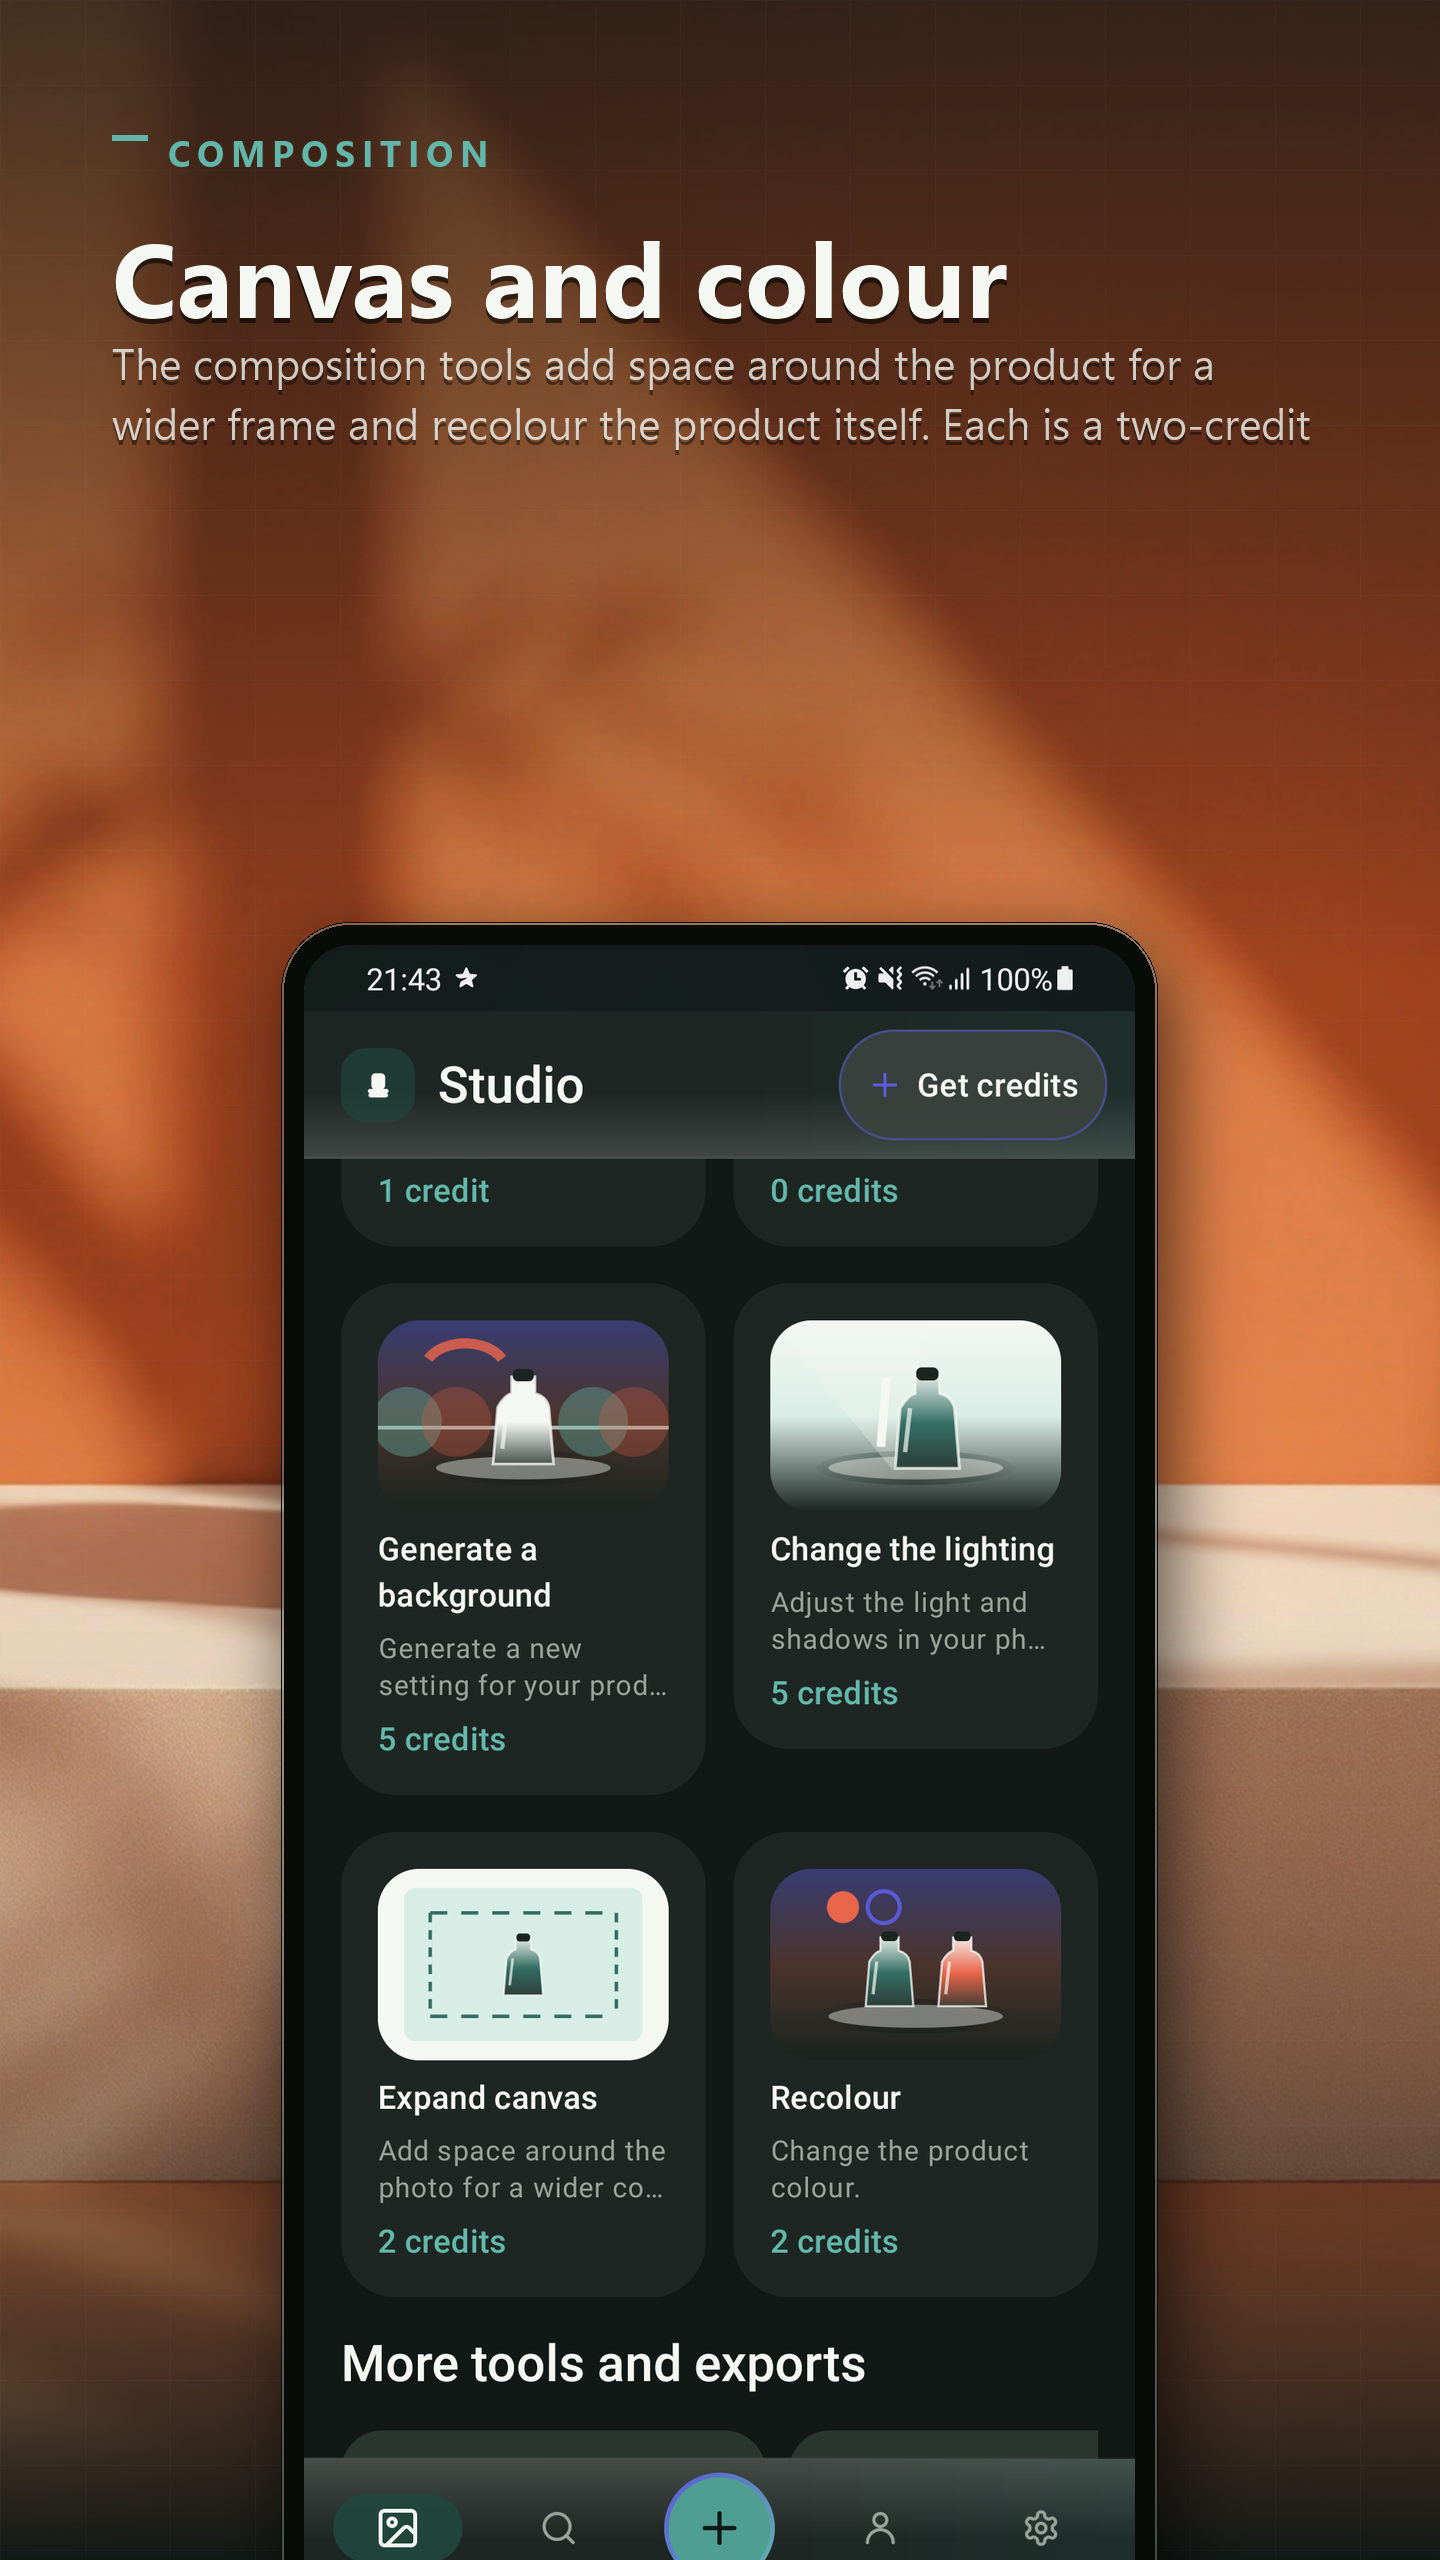 COMPOSITION
Canvas and colour
The composition tools add space around the product for a
wider frame and recolour the product itself. Each is a two-credit
21:43
100%
Studio
Get credits
1 credit
0 credits
Generate a
background
Generate a new
setting for your prod…
5 credits
Change the lighting
Adjust the light and
shadows in your ph…
5 credits
Expand canvas
Add space around the
photo for a wider co…
2 credits
Recolour
Change the product
colour.
2 credits
More tools and exports